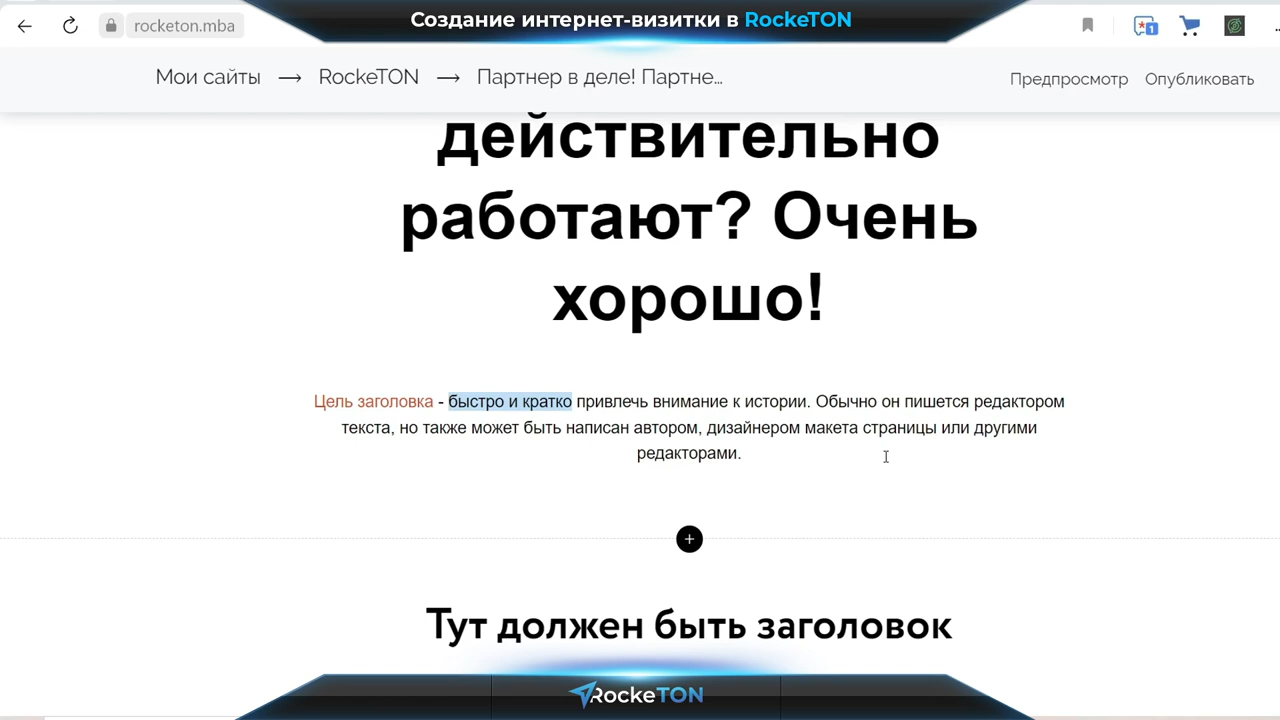 Создание интернет-визитки в RockeTON
rocketon.mba
1
Мои сайты → RockeTON → Партнер в деле! Партне...
Предпросмотр Опубликовать
действительно
работают? Очень
хорошо!
Цель заголовка - быстро и кратко привлечь внимание к истории. Обычно он пишется редактором
текста, но также может быть написан автором, дизайнером макета страницы или другими
редакторами.
+
Тут должен быть заголовок
RockeTON